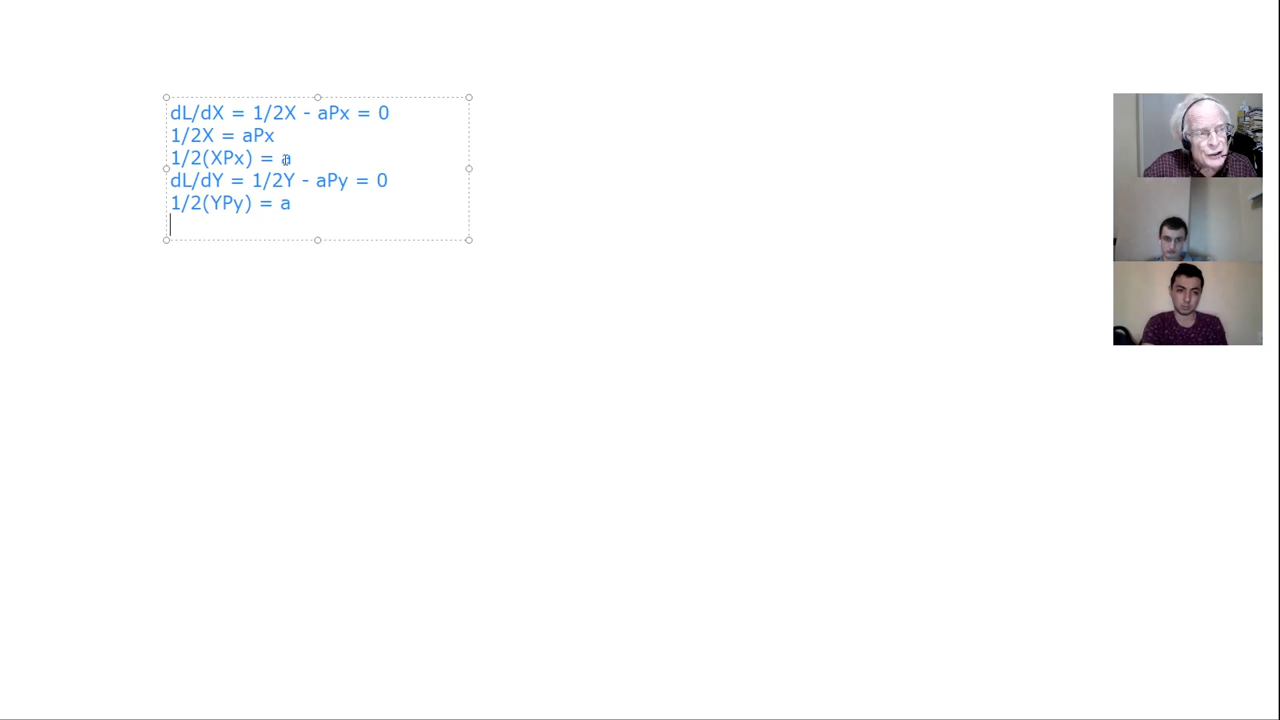 dL/dX = 1/2X - aPx = 0
1/2X = aPx
1/2(XPx) = a
dL/dY = 1/2Y - aPy = 0
1/2(YPy) = a